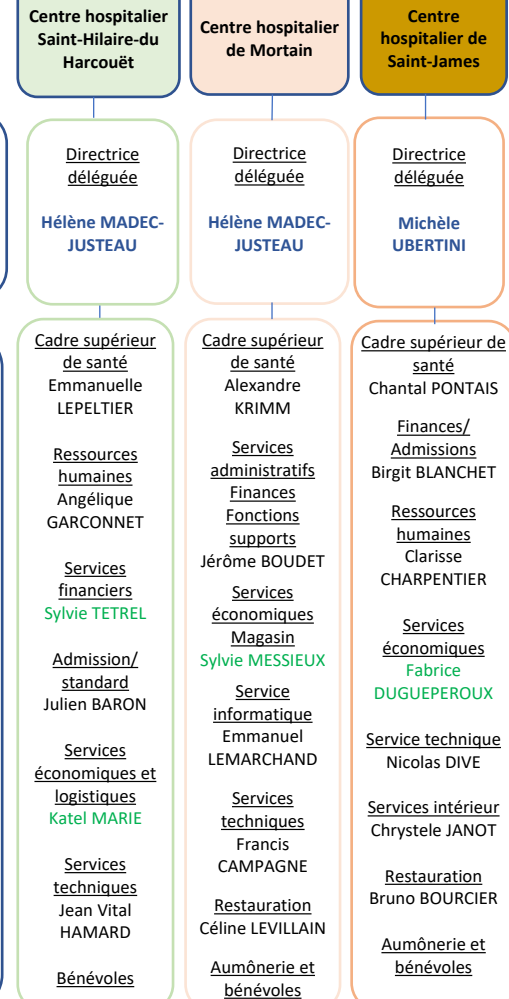 Centre hospitalier
Saint-Hilaire-du
Harcouët
Directrice
déléguée
Hélène MADEC-
JUSTEAU
Cadre supérieur
de santé
Emmanuelle
LEPELTIER
Ressources
humaines
Angélique
GARCONNET
Services
financiers
Sylvie TETREL
Admission/
standard
Julien BARON
Services
économiques et
logistiques
Katel MARIE
Services
techniques
Jean Vital
HAMARD
Bénévoles
Centre hospitalier
de Mortain
Directrice
déléguée
Hélène MADEC-
JUSTEAU
Cadre supérieur
de santé
Alexandre
KRIMM
Services
administratifs
Finances
Fonctions
supports
Jérôme BOUDET
Services
économiques
Magasin
Sylvie MESSIEUX
Service
informatique
Emmanuel
LEMARCHAND
Services
techniques
Francis
CAMPAGNE
Restauration
Céline LEVILLAIN
Aumônerie et
bénévoles
Centre
hospitalier de
Saint-James
Directrice
déléguée
Michèle
UBERTINI
Cadre supérieur de
santé
Chantal PONTAIS
Finances/
Admissions
Birgit BLANCHET
Ressources
humaines
Clarisse
CHARPENTIER
Services
économiques
Fabrice
DUGUEPEROUX
Service technique
Nicolas DIVE
Services intérieur
Chrystele JANOT
Restauration
Bruno BOURCIER
Aumônerie et
bénévoles